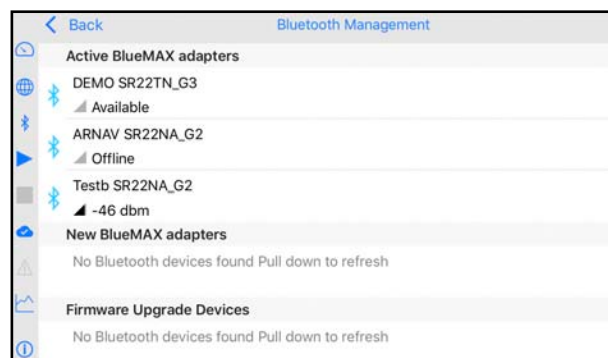 Back
Bluetooth Management
Active BlueMAX adapters
DEMO SR22TN_G3
Available
ARNAV SR22NA_G2
Offline
Testb SR22NA_G2
-46 dbm
New BlueMAX adapters
No Bluetooth devices found Pull down to refresh
Firmware Upgrade Devices
No Bluetooth devices found Pull down to refresh